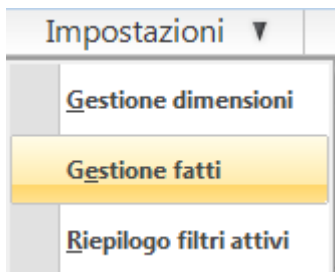 Impostazioni ▼
Gestione dimensioni
Gestione fatti
Riepilogo filtri attivi